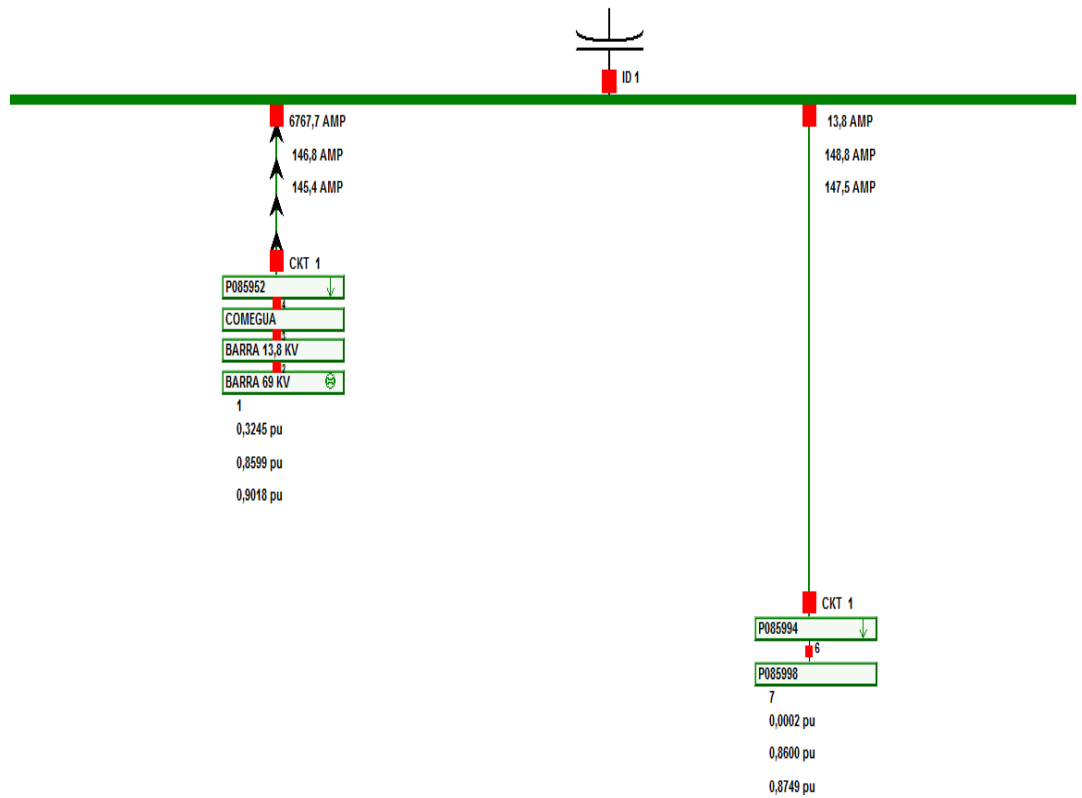 ID 1
6767,7 AMP
146,8 AMP
145,4 AMP
CKT 1
P085952
4
COMEGUA
3
BARRA 13,8 KV
2
BARRA 69 KV
1
0,3245 pu
0,8599 pu
0,9018 pu
13,8 AMP
148,8 AMP
147,5 AMP
CKT 1
P085994
6
P085998
7
0,0002 pu
0,8600 pu
0,8749 pu